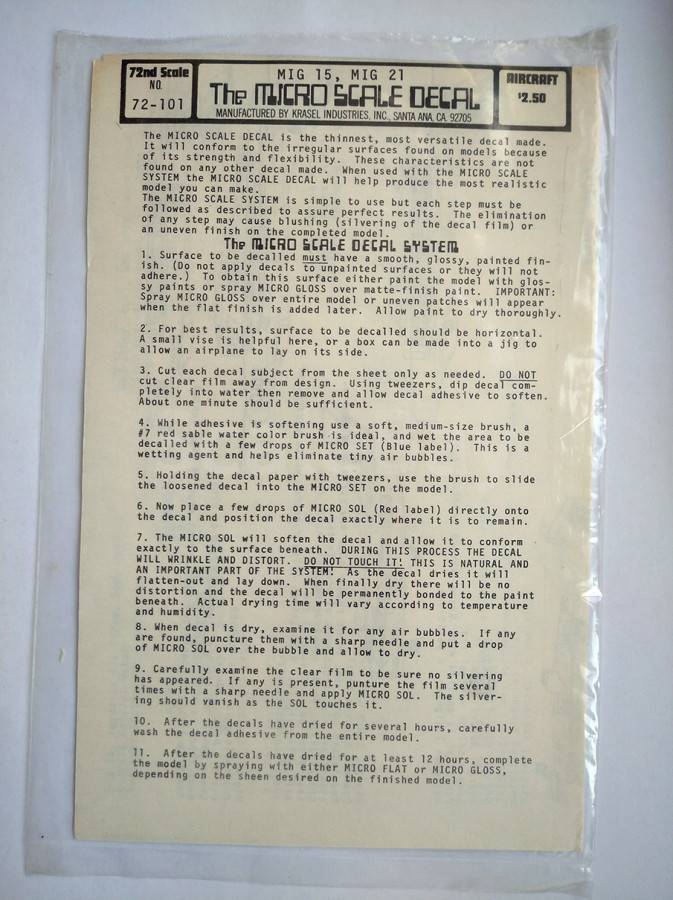 72nd Scale
NO.
72-101
MIG 15, MIG 21
The MICRO SCALE DECAL
MANUFACTURED BY KRASEL INDUSTRIES, INC., SANTA ANA, CA. 92705
AIRCRAFT
$2.50
The MICRO SCALE DECAL is the thinnest, most versatile decal made.
It will conform to the irregular surfaces found on models because
of its strength and flexibility. These characteristics are not
found on any other decal made. When used with the MICRO SCALE
SYSTEM the MICRO SCALE DECAL will help produce the most realistic
model you can make.
The MICRO SCALE SYSTEM is simple to use but each step must be
followed as described to assure perfect results. The elimination
of any step may cause blushing (silvering of the decal film) or
an uneven finish on the completed model.
The MICRO SCALE DECAL SYSTEM
1. Surface to be decalled must have a smooth, glossy, painted fin-
ish. (Do not apply decals to unpainted surfaces or they will not
adhere.) To obtain this surface either paint the model with glos-
sy paints or spray MICRO GLOSS over matte-finish paint. IMPORTANT:
Spray MICRO GLOSS over entire model or uneven patches will appear
when the flat finish is added later. Allow paint to dry thoroughly.
2. For best results, surface to be decalled should be horizontal.
A small vise is helpful here, or a box can be made into a jig to
allow an airplane to lay on its side.
3. Cut each decal subject from the sheet only as needed. DO NOT
cut clear film away from design. Using tweezers, dip decal com-
pletely into water then remove and allow decal adhesive to soften.
About one minute should be sufficient.
4. While adhesive is softening use a soft, medium-size brush, a
#7 red sable water color brush is ideal, and wet the area to be
decalled with a few drops of MICRO SET (Blue label). This is a
wetting agent and helps eliminate tiny air bubbles.
5. Holding the decal paper with tweezers, use the brush to slide
the loosened decal into the MICRO SET on the model.
6. Now place a few drops of MICRO SOL (Red label) directly onto
the decal and position the decal exactly where it is to remain.
7. The MICRO SOL will soften the decal and allow it to conform
exactly to the surface beneath. DURING THIS PROCESS THE DECAL
WILL WRINKLE AND DISTORT. DO NOT TOUCH IT! THIS IS NATURAL AND
AN IMPORTANT PART OF THE SYSTEM! As the decal dries it will
flatten-out and lay down. When finally dry there will be no
distortion and the decal will be permanently bonded to the paint
beneath. Actual drying time will vary according to temperature
and humidity.
8. When decal is dry, examine it for any air bubbles. If any
are found, puncture them with a sharp needle and put a drop
of MICRO SOL over the bubble and allow to dry.
9. Carefully examine the clear film to be sure no silvering
has appeared. If any is present, punture the film several
times with a sharp needle and apply MICRO SOL. The silver-
ing should vanish as the SOL touches it.
10. After the decals have dried for several hours, carefully
wash the decal adhesive from the entire model.
11. After the decals have dried for at least 12 hours, complete
the model by spraying with either MICRO FLAT or MICRO GLOSS,
depending on the sheen desired on the finished model.